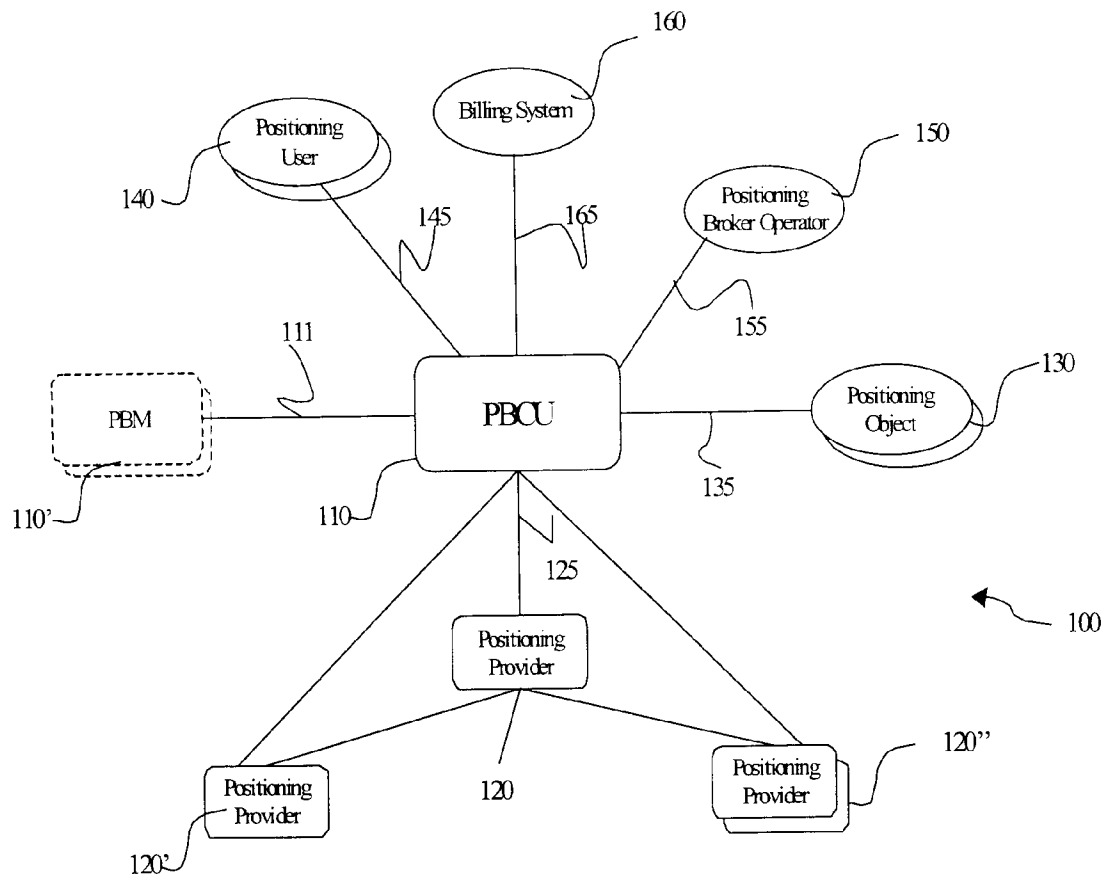 160
Billing System
Positioning
User
150
Positioning
Broker Operator
140
145
165
155
111
130
PBM
PBCU
Positioning
Object
135
110'
110
125
Positioning
Provider
100
120
120"
Positioning
Provider
Positioning
Provider
120'